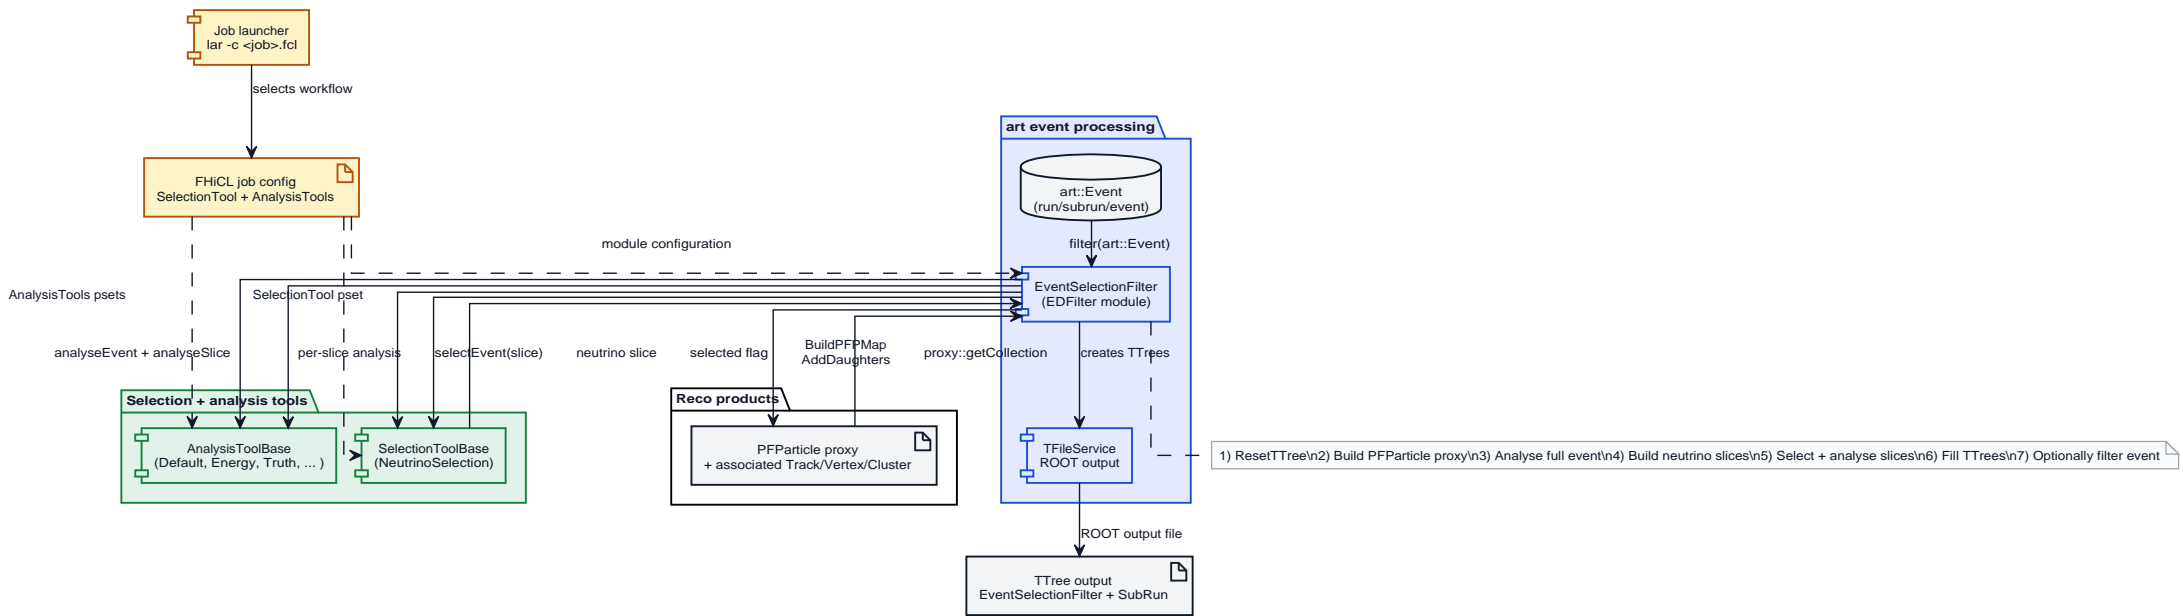 Job launcher
lar -c <job>.fcl
selects workflow
art event processing
FHiCL job config
SelectionTool + AnalysisTools
art::Event
(run/subrun/event)
module configuration
filter(art::Event)
AnalysisTools psets
SelectionTool pset
EventSelectionFilter
(EDFilter module)
analyseEvent + analyseSlice
per-slice analysis
selectEvent(slice)
neutrino slice
selected flag
BuildPFPMap
AddDaughters
proxy::getCollection
creates TTrees
Selection + analysis tools
Reco products
AnalysisToolBase
(Default, Energy, Truth, ... )
SelectionToolBase
(NeutrinoSelection)
PFParticle proxy
+ associated Track/Vertex/Cluster
TFileService
ROOT output
1) ResetTTree\n2) Build PFParticle proxy\n3) Analyse full event\n4) Build neutrino slices\n5) Select + analyse slices\n6) Fill TTrees\n7) Optionally filter event
ROOT output file
TTree output
EventSelectionFilter + SubRun